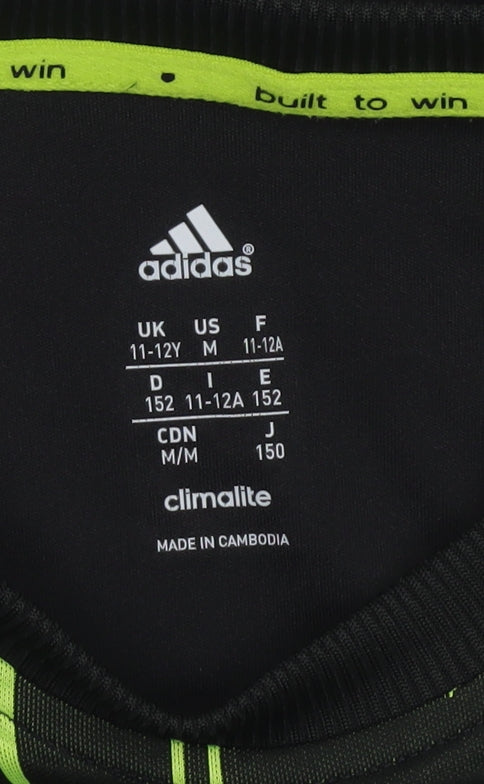 win • built to win
adidas®
UK US F
11-12Y M 11-12A
D I E
152 11-12A 152
CDN J
M/M 150
climalite
MADE IN CAMBODIA